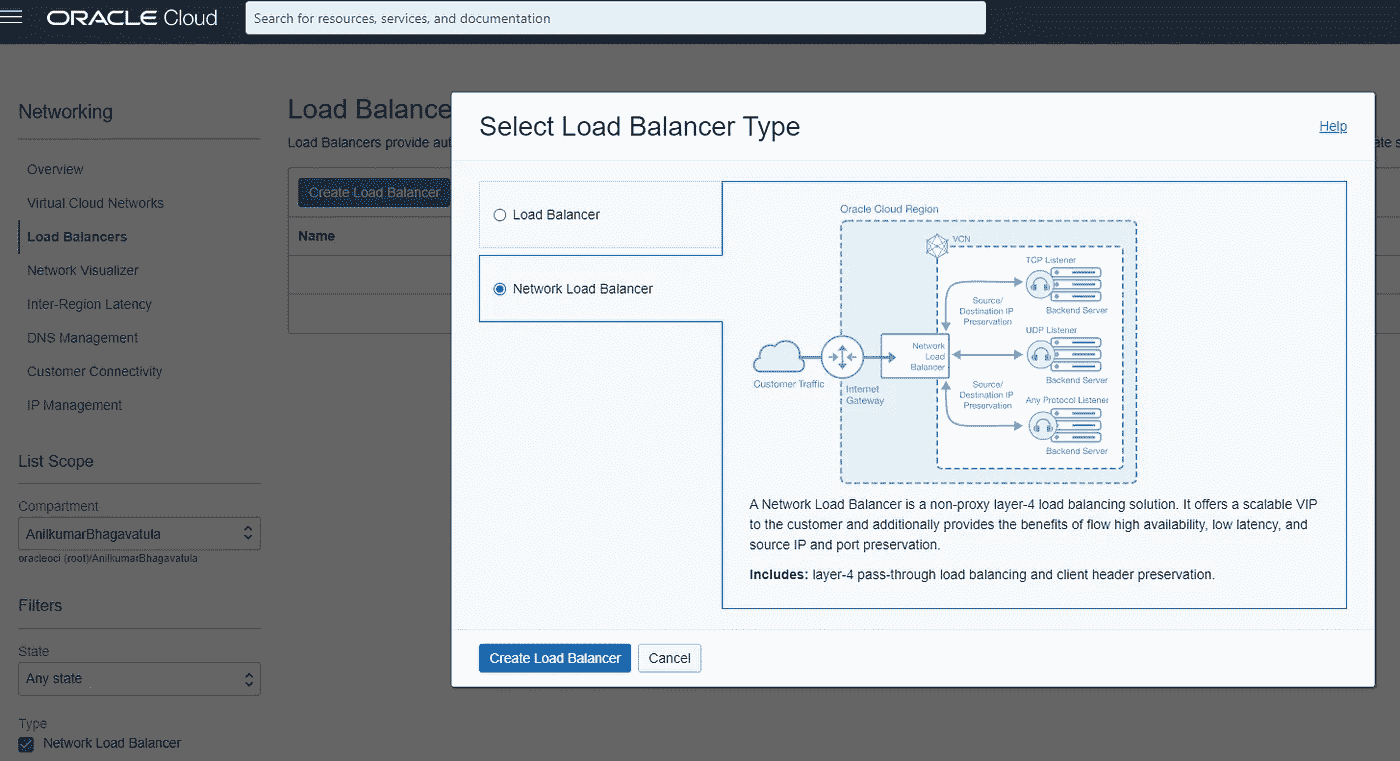 ORACLE Cloud
Search for resources, services, and documentation
Networking
Overview
Virtual Cloud Networks
Load Balancers
Network Visualizer
Inter-Region Latency
DNS Management
Customer Connectivity
IP Management
List Scope
Compartment
AnilkumarBhagavatula
oracleoci (root)/AnilkumarBhagavatula
Filters
State
Any state
Type
Network Load Balancer
Load Balance
Load Balancers provide aut
Create Load Balancer
Name
Select Load Balancer Type
Help
Load Balancer
Network Load Balancer
Oracle Cloud Region
VCN
TCP Listener
Backend Server
Source/
Destination IP
Preservation
UDP Listener
Backend Server
Network
Load
Balancer
Customer Traffic
Internet
Gateway
Source/
Destination IP
Preservation
Any Protocol Listener
Backend Server
A Network Load Balancer is a non-proxy layer-4 load balancing solution. It offers a scalable VIP
to the customer and additionally provides the benefits of flow high availability, low latency, and
source IP and port preservation.
Includes: layer-4 pass-through load balancing and client header preservation.
Create Load Balancer
Cancel